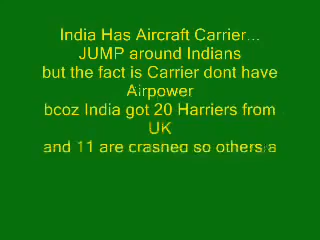 India Has Aircraft Carrier...
JUMP around Indians
but the fact is Carrier dont have
Airpower
bcoz India got 20 Harriers from
UK
and 11 are crashed so others a